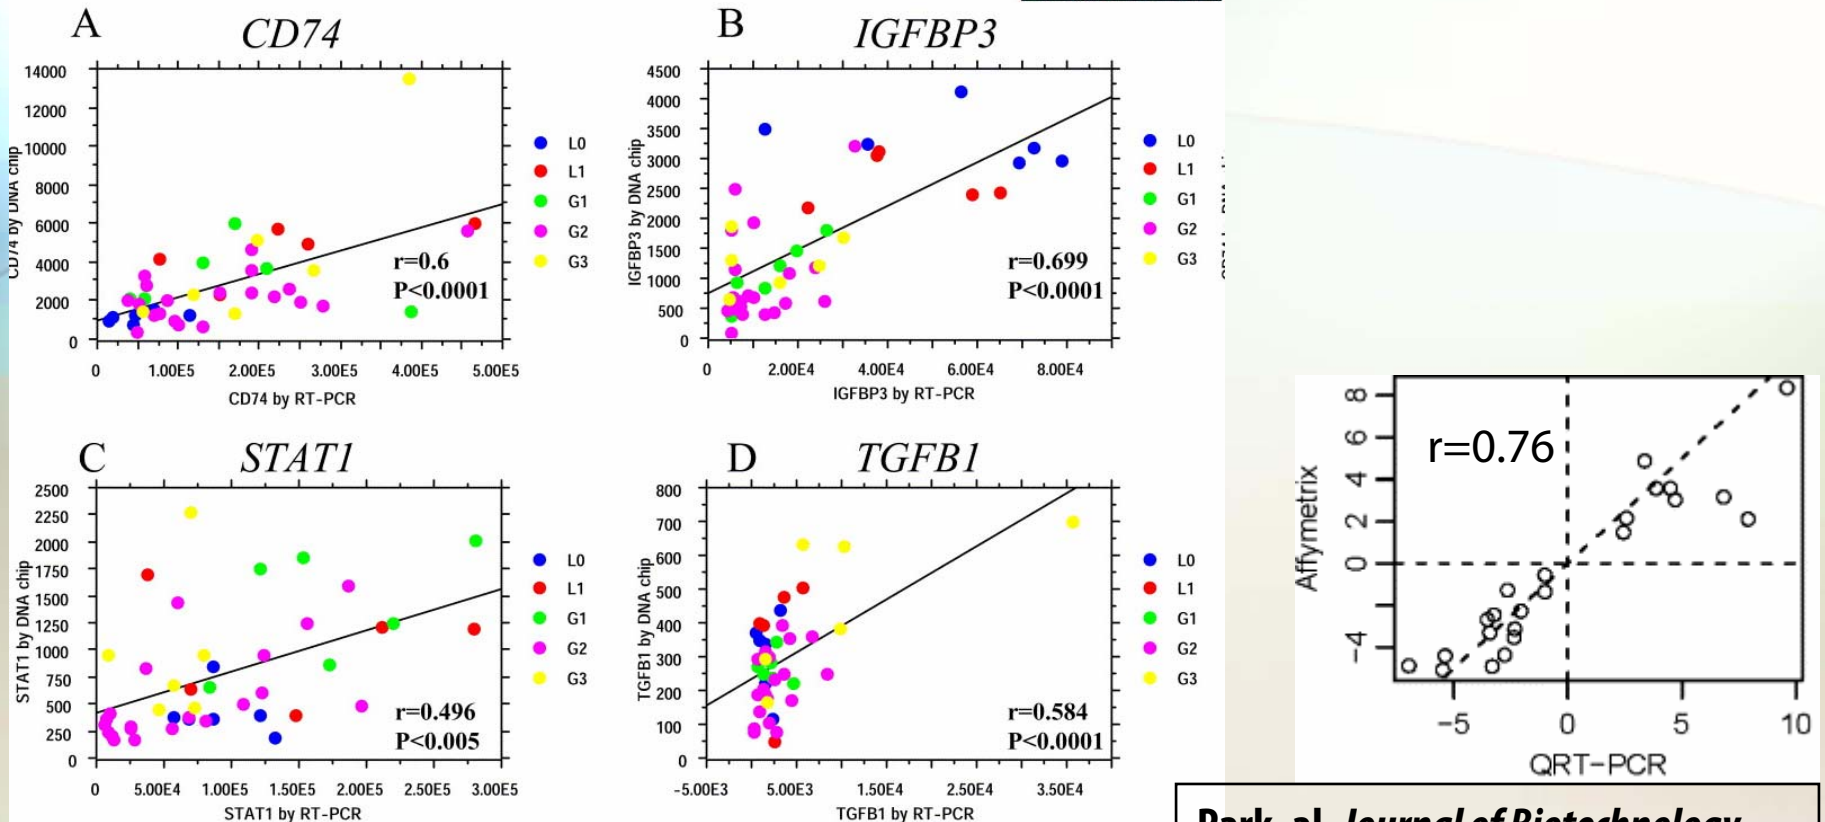 A
CD74
14000
12000
10000
8000
6000
4000
2000
0
CD74 by DNA chip
r=0.6
P<0.0001
0 1.00E5 2.00E5 3.00E5 4.00E5 5.00E5
CD74 by RT-PCR
L0
L1
G1
G2
G3
B
IGFBP3
4500
4000
3500
3000
2500
2000
1500
1000
500
0
IGFBP3 by DNA chip
r=0.699
P<0.0001
0 2.00E4 4.00E4 6.00E4 8.00E4
IGFBP3 by RT-PCR
L0
L1
G1
G2
G3
C
STAT1
2500
2250
2000
1750
1500
1250
1000
750
500
250
0
STAT1 by DNA chip
r=0.496
P<0.005
0 5.00E4 1.00E5 1.50E5 2.00E5 2.50E5 3.00E5
STAT1 by RT-PCR
L0
L1
G1
G2
G3
D
TGFB1
800
700
600
500
400
300
200
100
0
TGFB1 by DNA chip
r=0.584
P<0.0001
-5.00E3 5.00E3 1.50E4 2.50E4 3.50E4
TGFB1 by RT-PCR
L0
L1
G1
G2
G3
8
6
4
2
0
−4
Affymetrix
r=0.76
−5 0 5 10
QRT−PCR
Park, al, Journal of Biotechnology